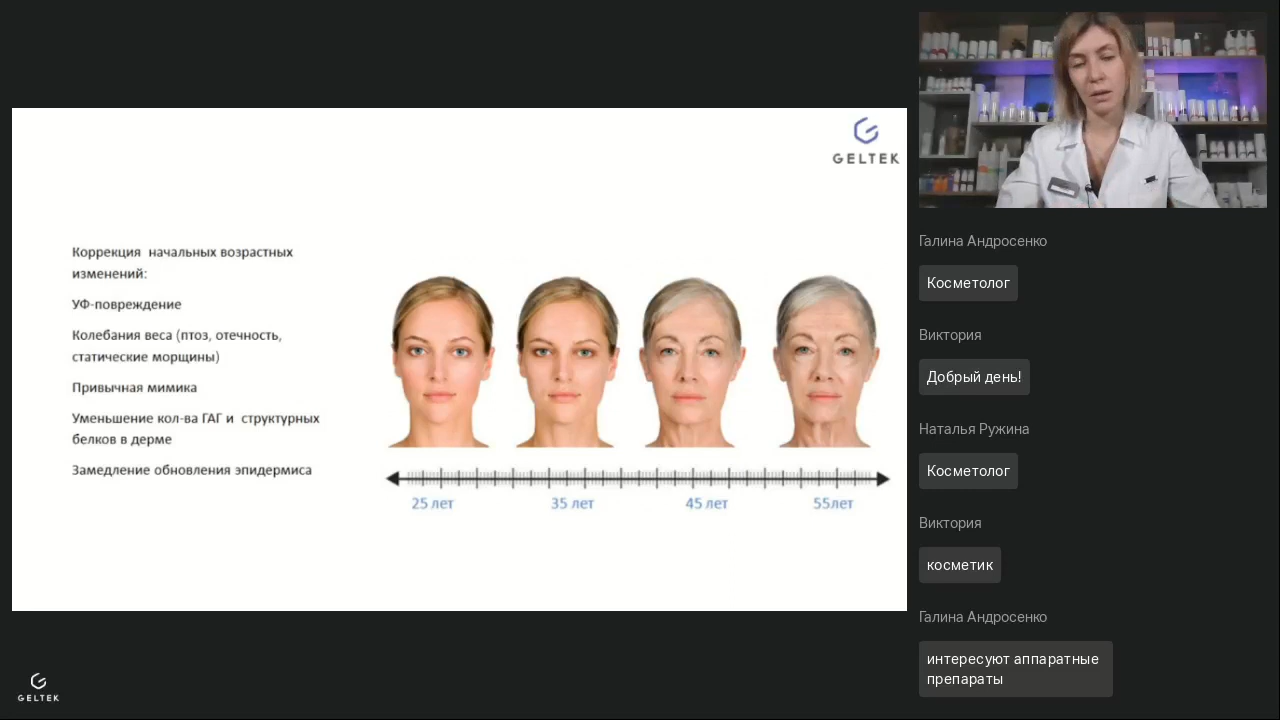 GELTEK
Коррекция начальных возрастных
изменений:
УФ-повреждение
Колебания веса (птоз, отечность,
статические морщины)
Привычная мимика
Уменьшение кол-ва ГАГ и структурных
белков в дерме
Замедление обновления эпидермиса
25 лет
35 лет
45 лет
55лет
GELTEK
Галина Андросенко
Косметолог
Виктория
Добрый день!
Наталья Ружина
Косметолог
Виктория
косметик
Галина Андросенко
интересуют аппаратные
препараты